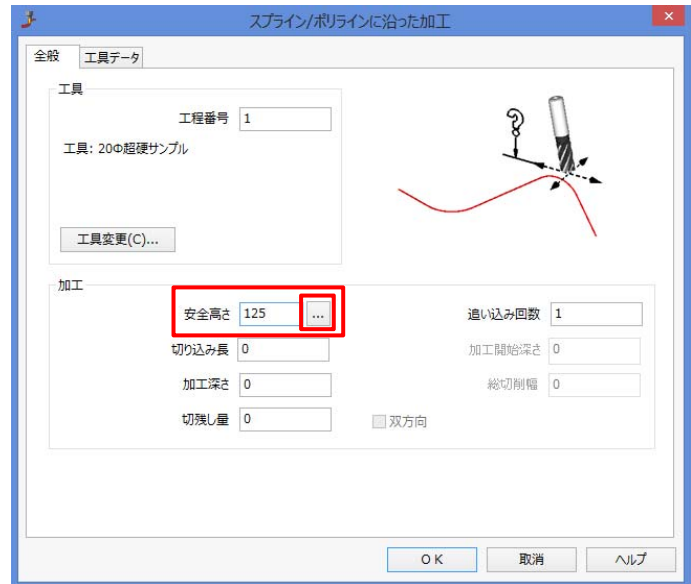 スプライン/ポリラインに沿った加工
全般 工具データ
工具
工程番号 1
工具: 20Φ超硬サンプル
工具変更(C)...
加工
安全高さ 125 ... 追い込み回数 1
切り込み長 0 加工開始深さ 0
加工深さ 0 総切削幅 0
切残し量 0 双方向
OK 取消 ヘルプ